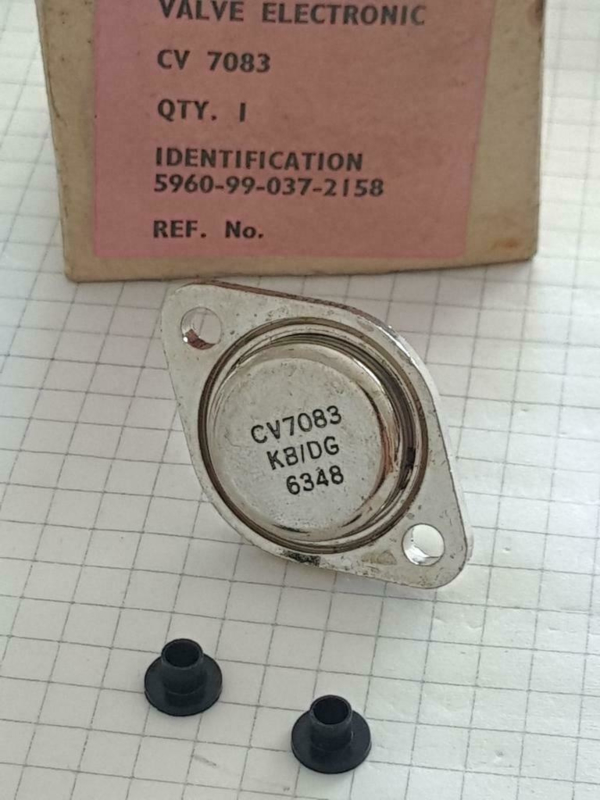 VALVE ELECTRONIC
CV 7083
QTY. 1
IDENTIFICATION
5960-99-037-2158
REF. No.
CV7083
KB/DG
6348